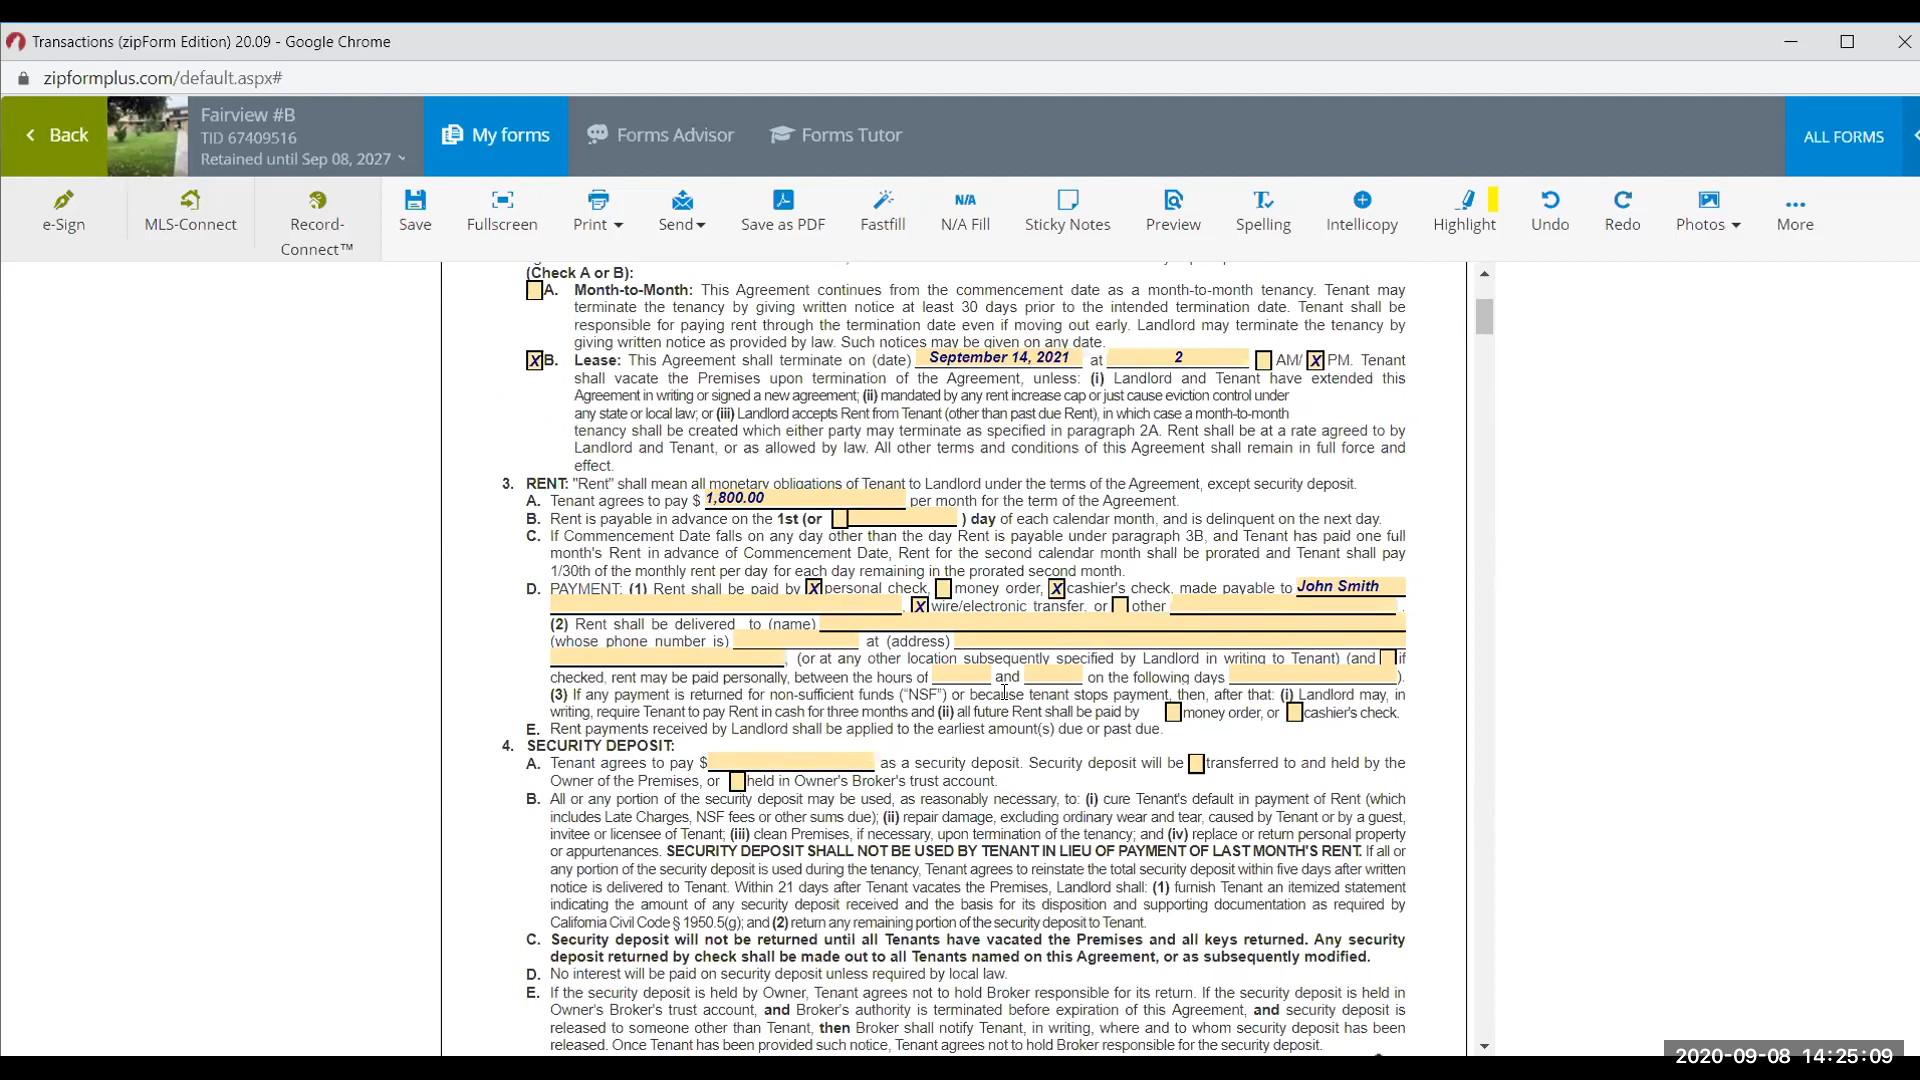 Transactions (zipForm Edition) 20.09 - Google Chrome
zipformplus.com/default.aspx#
Back
Fairview #B
TID 67409516
Retained until Sep 08, 2027
My forms
Forms Advisor
Forms Tutor
ALL FORMS
e-Sign
MLS-Connect
Record-
Connect™
Save
Fullscreen
Print
Send
Save as PDF
Fastfill
N/A
N/A Fill
Sticky Notes
Preview
Spelling
Intellicopy
Highlight
Undo
Redo
Photos
More
(Check A or B):
A. Month-to-Month: This Agreement continues from the commencement date as a month-to-month tenancy. Tenant may
terminate the tenancy by giving written notice at least 30 days prior to the intended termination date. Tenant shall be
responsible for paying rent through the termination date even if moving out early. Landlord may terminate the tenancy by
giving written notice as provided by law. Such notices may be given on any date.
X B. Lease: This Agreement shall terminate on (date) September 14, 2021 at 2 AM/ X PM. Tenant
shall vacate the Premises upon termination of the Agreement, unless: (i) Landlord and Tenant have extended this
Agreement in writing or signed a new agreement; (ii) mandated by any rent increase cap or just cause eviction control under
any state or local law; or (iii) Landlord accepts Rent from Tenant (other than past due Rent), in which case a month-to-month
tenancy shall be created which either party may terminate as specified in paragraph 2A. Rent shall be at a rate agreed to by
Landlord and Tenant, or as allowed by law. All other terms and conditions of this Agreement shall remain in full force and
effect.
3. RENT: "Rent" shall mean all monetary obligations of Tenant to Landlord under the terms of the Agreement, except security deposit.
A. Tenant agrees to pay $ 1,800.00 per month for the term of the Agreement.
B. Rent is payable in advance on the 1st (or ) day of each calendar month, and is delinquent on the next day.
C. If Commencement Date falls on any day other than the day Rent is payable under paragraph 3B, and Tenant has paid one full
month's Rent in advance of Commencement Date, Rent for the second calendar month shall be prorated and Tenant shall pay
1/30th of the monthly rent per day for each day remaining in the prorated second month.
D. PAYMENT: (1) Rent shall be paid by X personal check, money order, X cashier's check, made payable to John Smith
, X wire/electronic transfer, or other .
(2) Rent shall be delivered to (name)
(whose phone number is) at (address)
, (or at any other location subsequently specified by Landlord in writing to Tenant) (and if
checked, rent may be paid personally, between the hours of and on the following days ).
(3) If any payment is returned for non-sufficient funds (“NSF”) or because tenant stops payment, then, after that: (i) Landlord may, in
writing, require Tenant to pay Rent in cash for three months and (ii) all future Rent shall be paid by money order, or cashier's check.
E. Rent payments received by Landlord shall be applied to the earliest amount(s) due or past due.
4. SECURITY DEPOSIT:
A. Tenant agrees to pay $ as a security deposit. Security deposit will be transferred to and held by the
Owner of the Premises, or held in Owner's Broker's trust account.
B. All or any portion of the security deposit may be used, as reasonably necessary, to: (i) cure Tenant's default in payment of Rent (which
includes Late Charges, NSF fees or other sums due); (ii) repair damage, excluding ordinary wear and tear, caused by Tenant or by a guest,
invitee or licensee of Tenant; (iii) clean Premises, if necessary, upon termination of the tenancy; and (iv) replace or return personal property
or appurtenances. SECURITY DEPOSIT SHALL NOT BE USED BY TENANT IN LIEU OF PAYMENT OF LAST MONTH'S RENT. If all or
any portion of the security deposit is used during the tenancy, Tenant agrees to reinstate the total security deposit within five days after written
notice is delivered to Tenant. Within 21 days after Tenant vacates the Premises, Landlord shall: (1) furnish Tenant an itemized statement
indicating the amount of any security deposit received and the basis for its disposition and supporting documentation as required by
California Civil Code § 1950.5(g); and (2) return any remaining portion of the security deposit to Tenant.
C. Security deposit will not be returned until all Tenants have vacated the Premises and all keys returned. Any security
deposit returned by check shall be made out to all Tenants named on this Agreement, or as subsequently modified.
D. No interest will be paid on security deposit unless required by local law.
E. If the security deposit is held by Owner, Tenant agrees not to hold Broker responsible for its return. If the security deposit is held in
Owner's Broker's trust account, and Broker's authority is terminated before expiration of this Agreement, and security deposit is
released to someone other than Tenant, then Broker shall notify Tenant, in writing, where and to whom security deposit has been
released. Once Tenant has been provided such notice, Tenant agrees not to hold Broker responsible for the security deposit.
2020-09-08 14:25:09